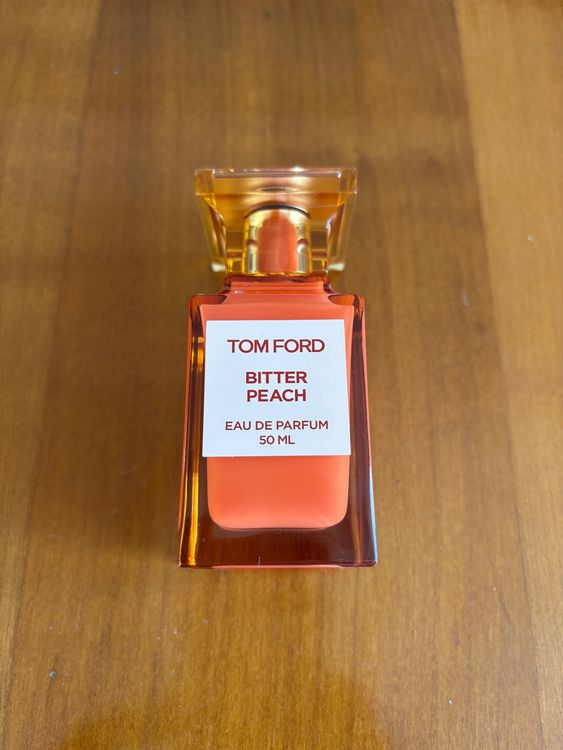 TOM FORD
BITTER
PEACH
EAU DE PARFUM
50 ML